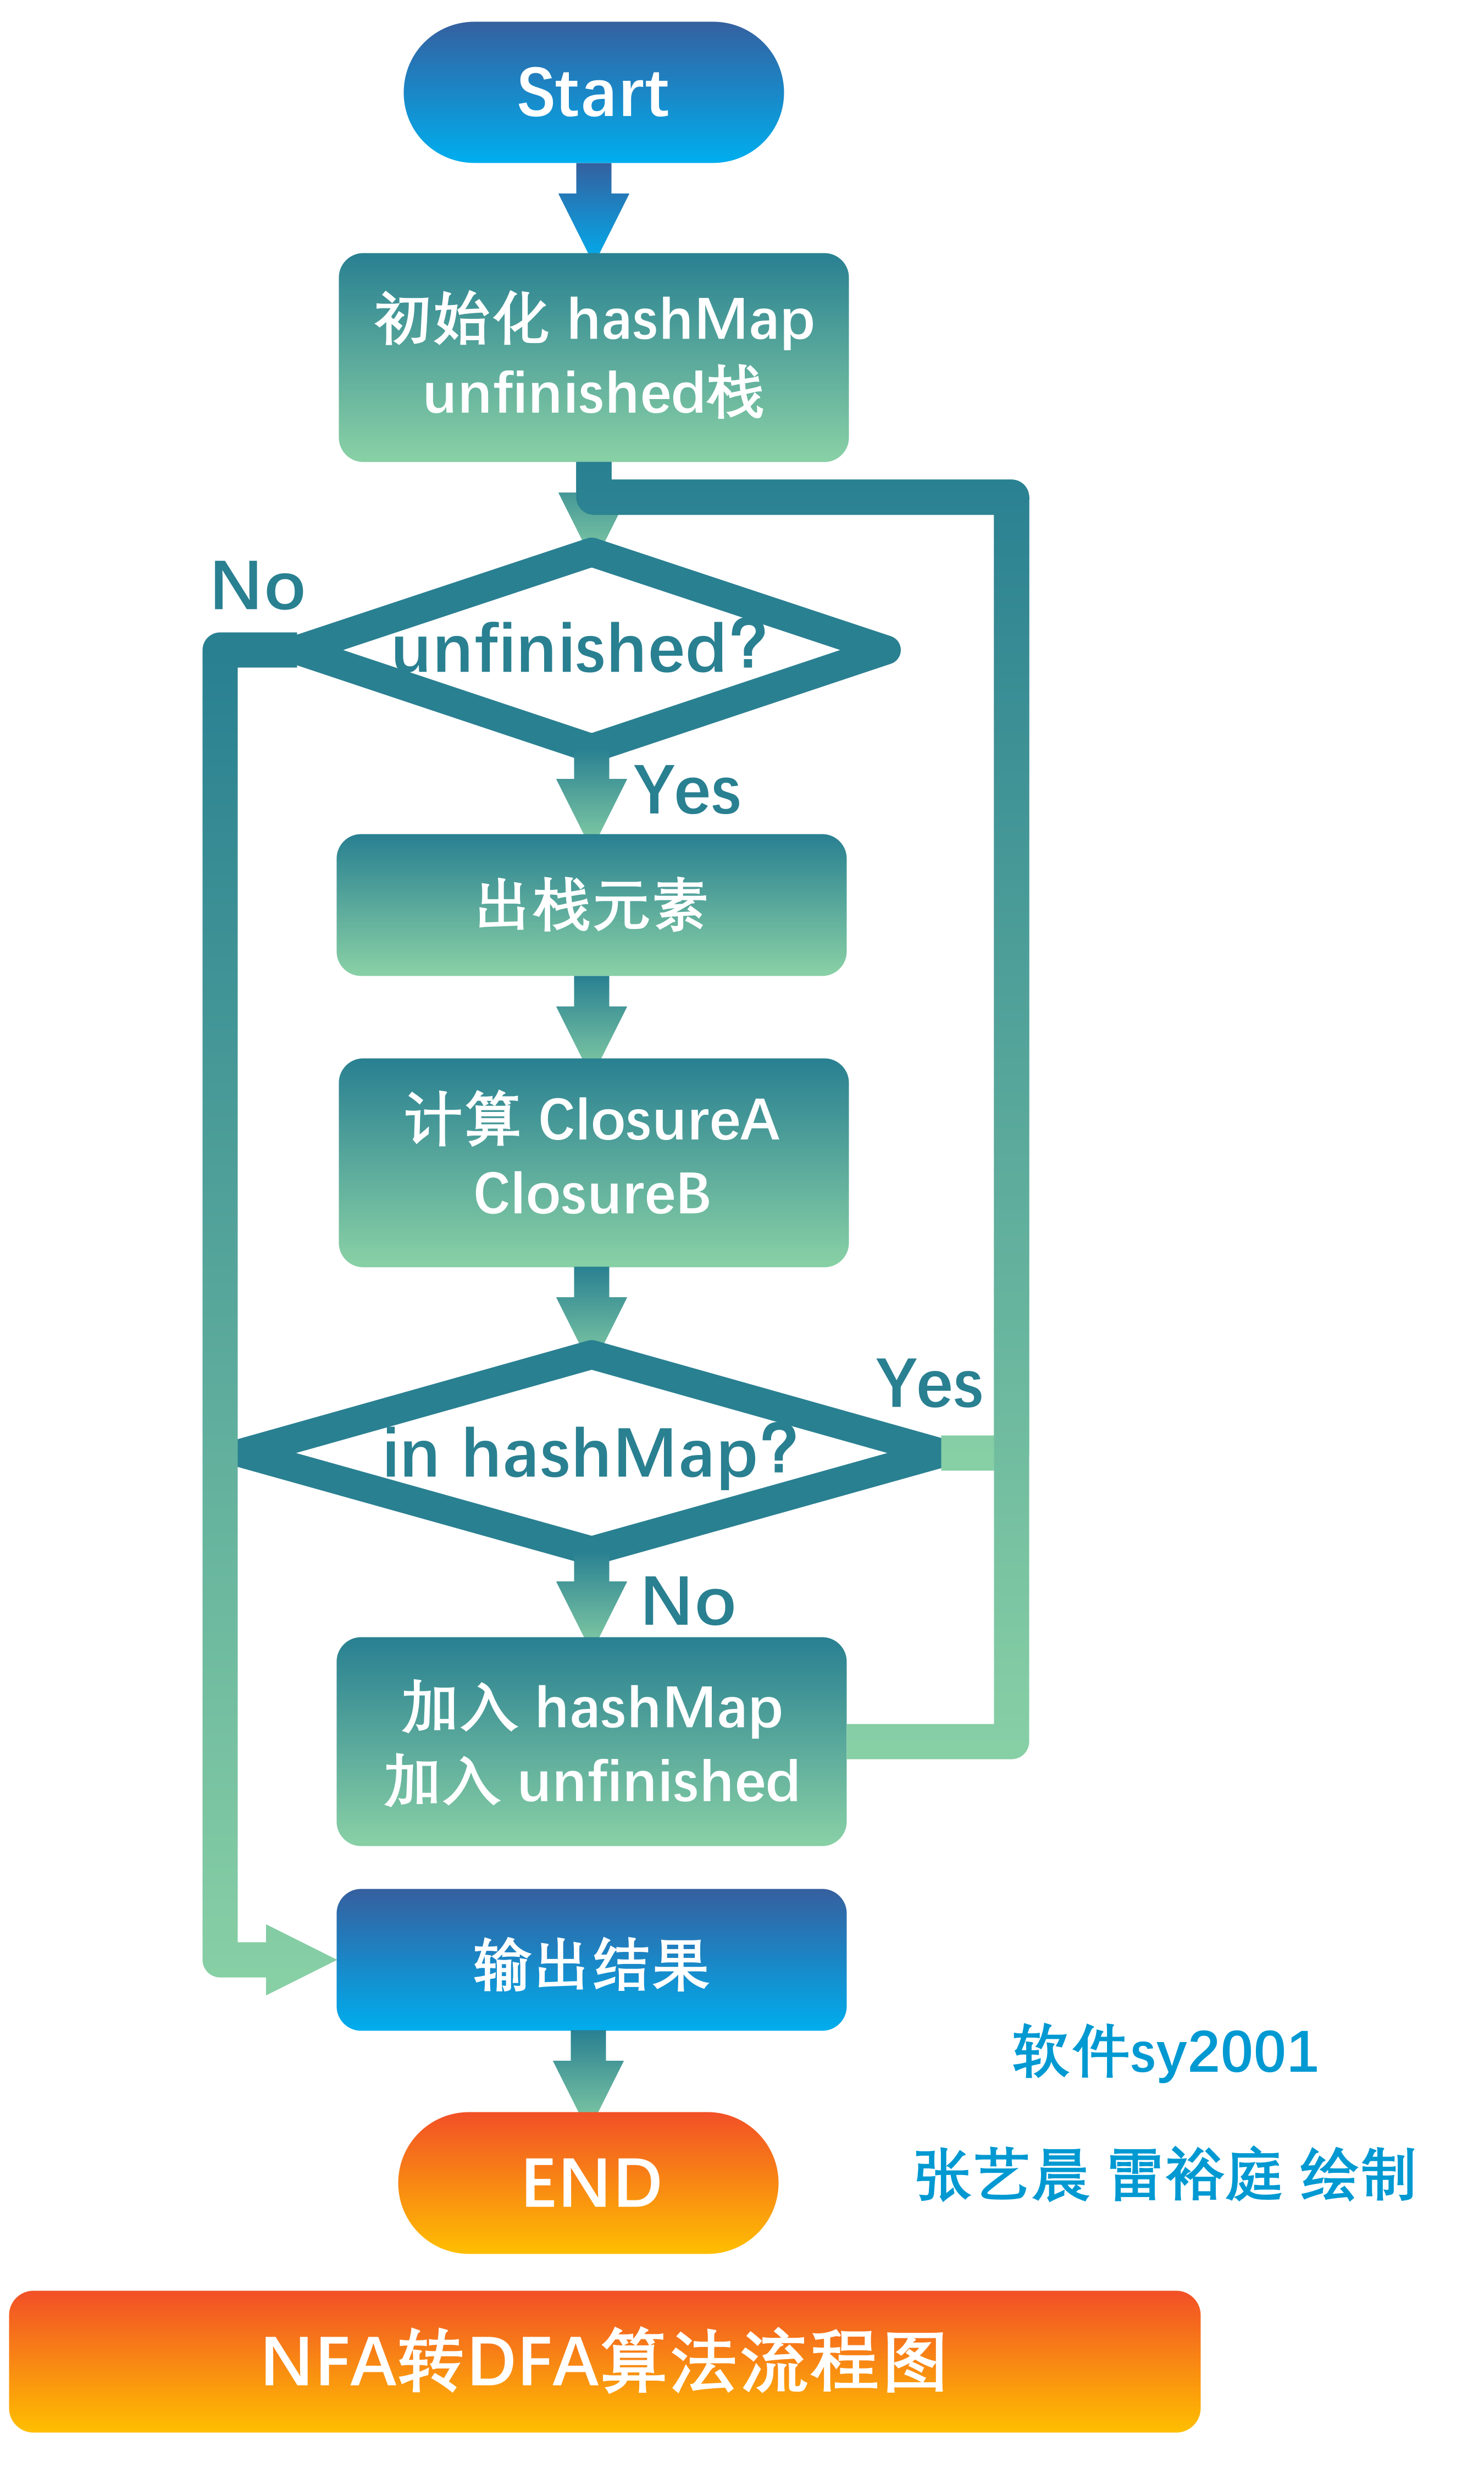 Start
初始化 hashMap
unfinished栈
No
unfinished?
Yes
出栈元素
计算 ClosureA
ClosureB
Yes
in hashMap?
No
加入 hashMap
加入 unfinished
输出结果
软件sy2001
END
张艺晨 雷裕庭 绘制
NFA转DFA算法流程图